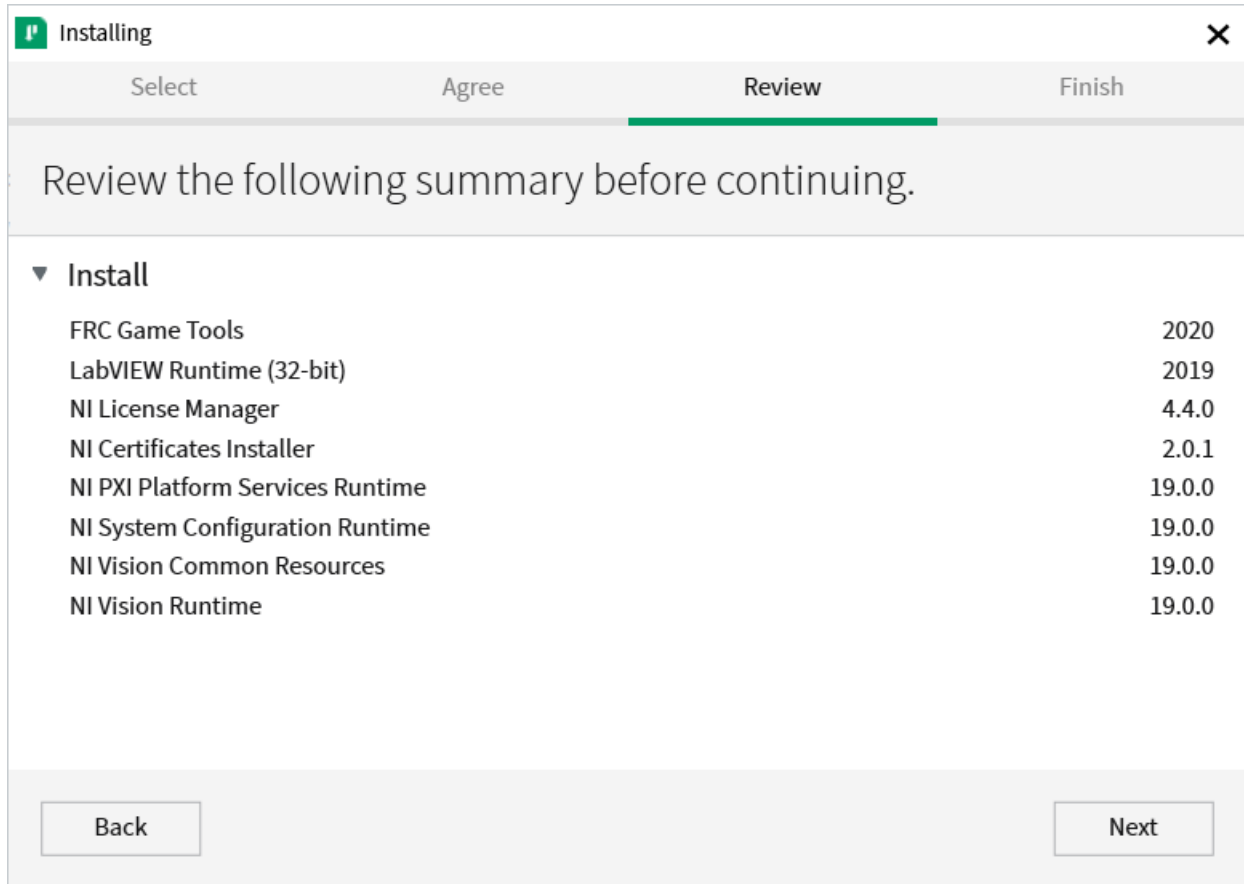 Installing
Select Agree Review Finish
Review the following summary before continuing.
Install
FRC Game Tools 2020
LabVIEW Runtime (32-bit) 2019
NI License Manager 4.4.0
NI Certificates Installer 2.0.1
NI PXI Platform Services Runtime 19.0.0
NI System Configuration Runtime 19.0.0
NI Vision Common Resources 19.0.0
NI Vision Runtime 19.0.0
Back Next